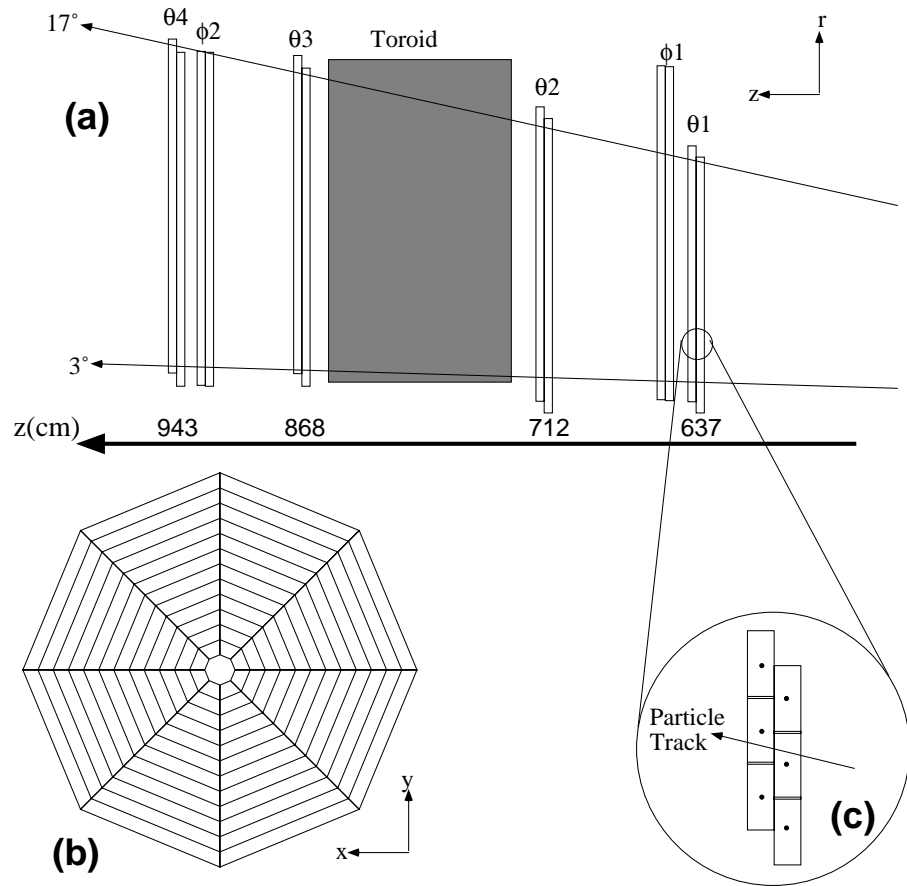 17° θ4 ϕ2 θ3 Toroid ϕ1 r
z
θ2 θ1
(a)
3°
z(cm) 943 868 712 637
Particle
Track
y
x
(b) (c)